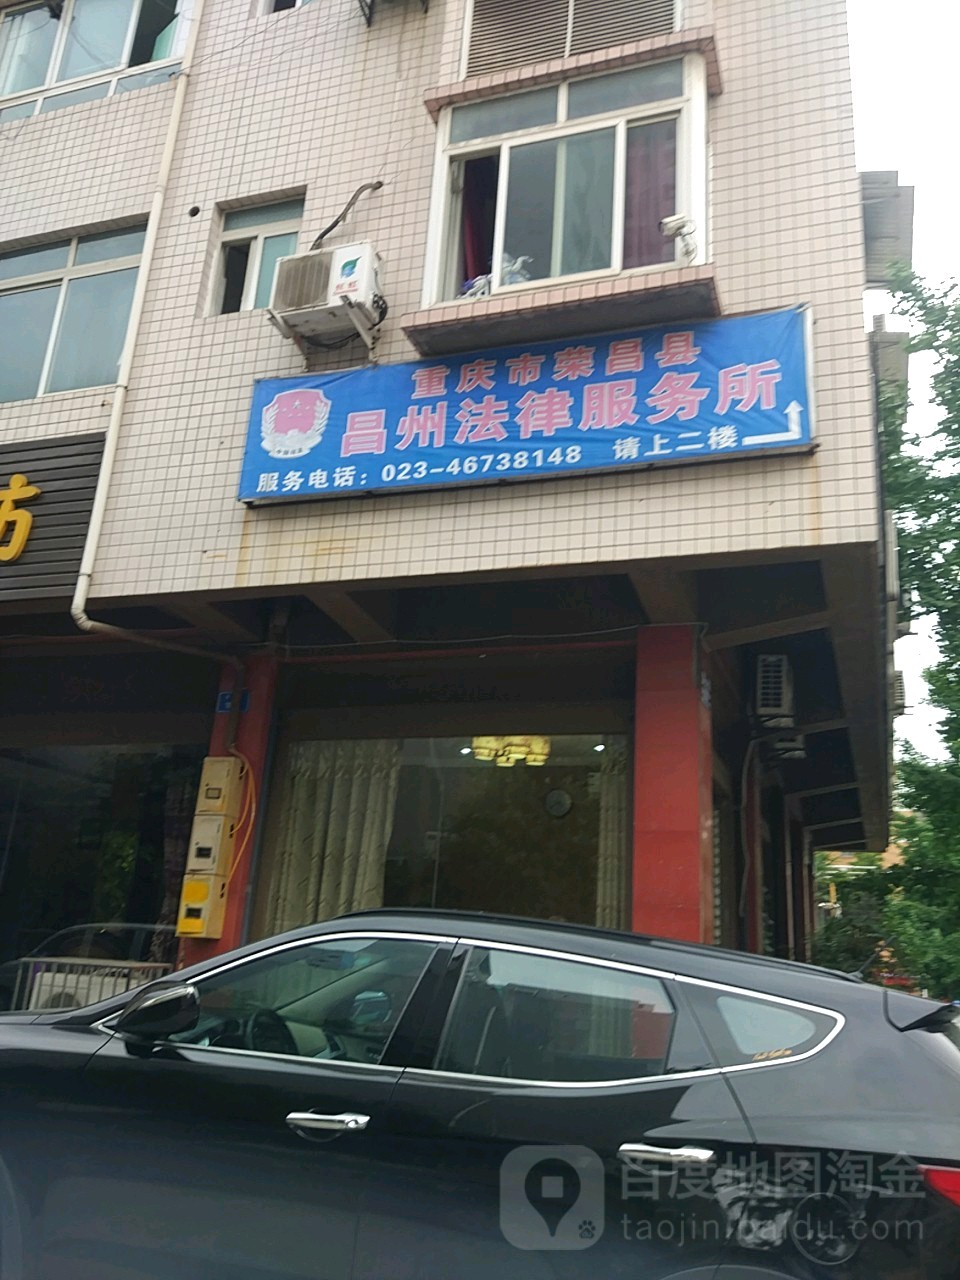 重庆市荣昌县
昌州法律服务所
服务电话：023-46738148 请上二楼
坊
百度地图淘金
taojin.baidu.com